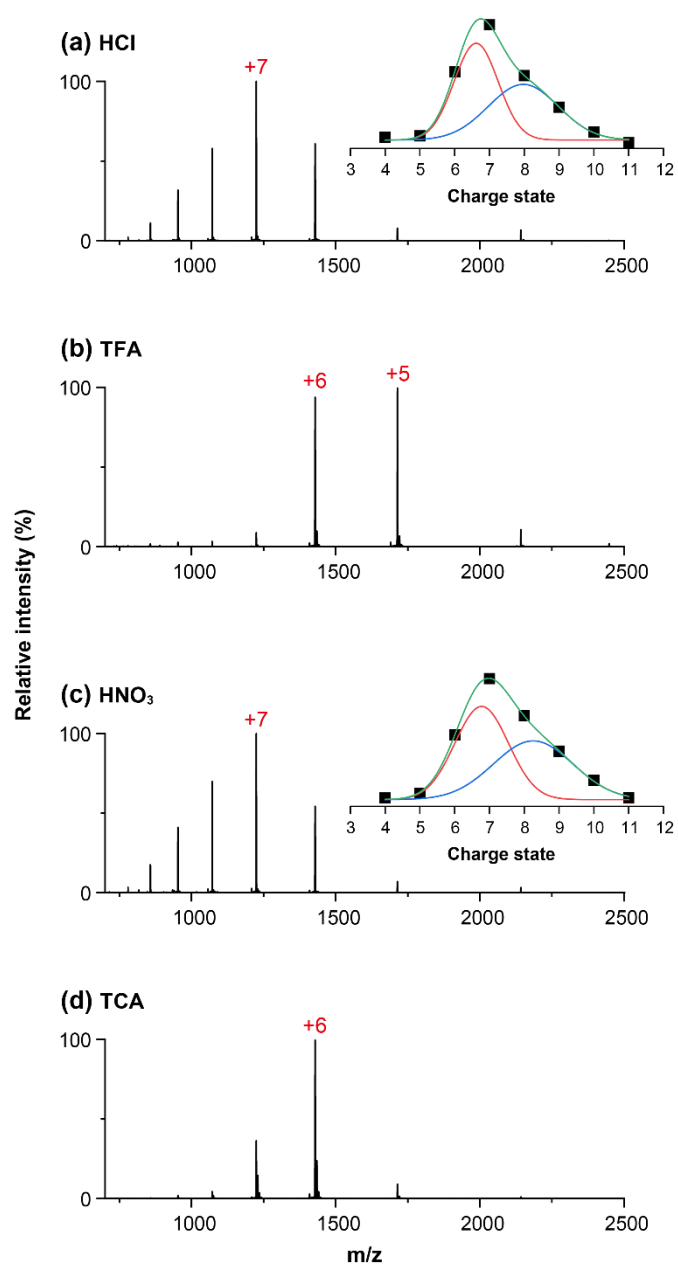 (a) HCl
+7
100
0
3 4 5 6 7 8 9 10 11 12
Charge state
1000 1500 2000 2500
(b) TFA
+6 +5
100
0
1000 1500 2000 2500
Relative intensity (%)
(c) HNO₃
+7
100
0
3 4 5 6 7 8 9 10 11 12
Charge state
1000 1500 2000 2500
(d) TCA
+6
100
0
1000 1500 2000 2500
m/z